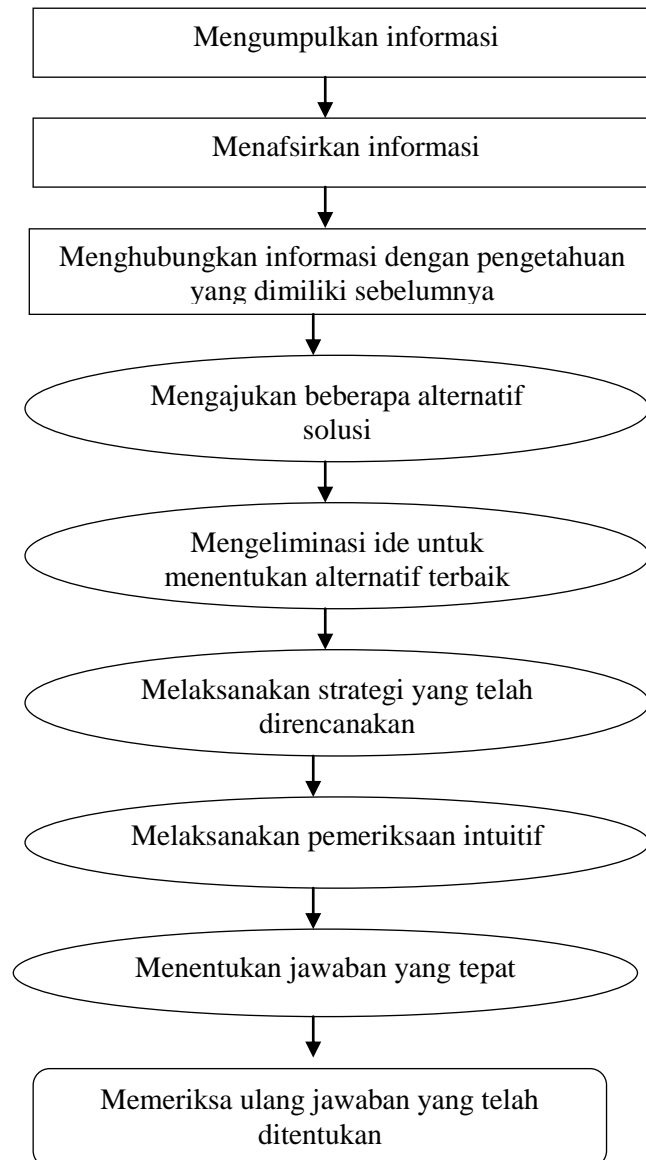 Mengumpulkan informasi
Menafsirkan informasi
Menghubungkan informasi dengan pengetahuan
yang dimiliki sebelumnya
Mengajukan beberapa alternatif
solusi
Mengeliminasi ide untuk
menentukan alternatif terbaik
Melaksanakan strategi yang telah
direncanakan
Melaksanakan pemeriksaan intuitif
Menentukan jawaban yang tepat
Memeriksa ulang jawaban yang telah
ditentukan